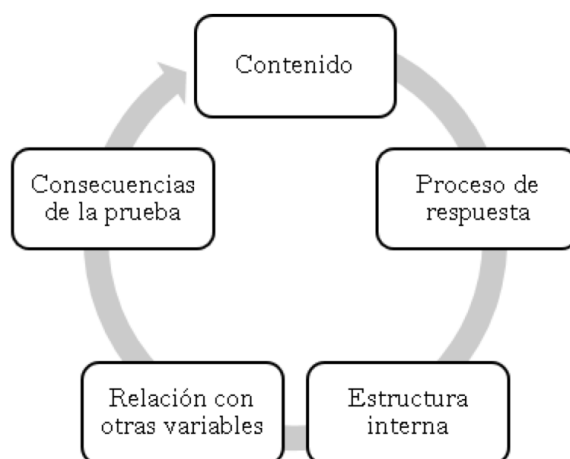 Contenido
Proceso de
respuesta
Estructura
interna
Relación con
otras variables
Consecuencias
de la prueba